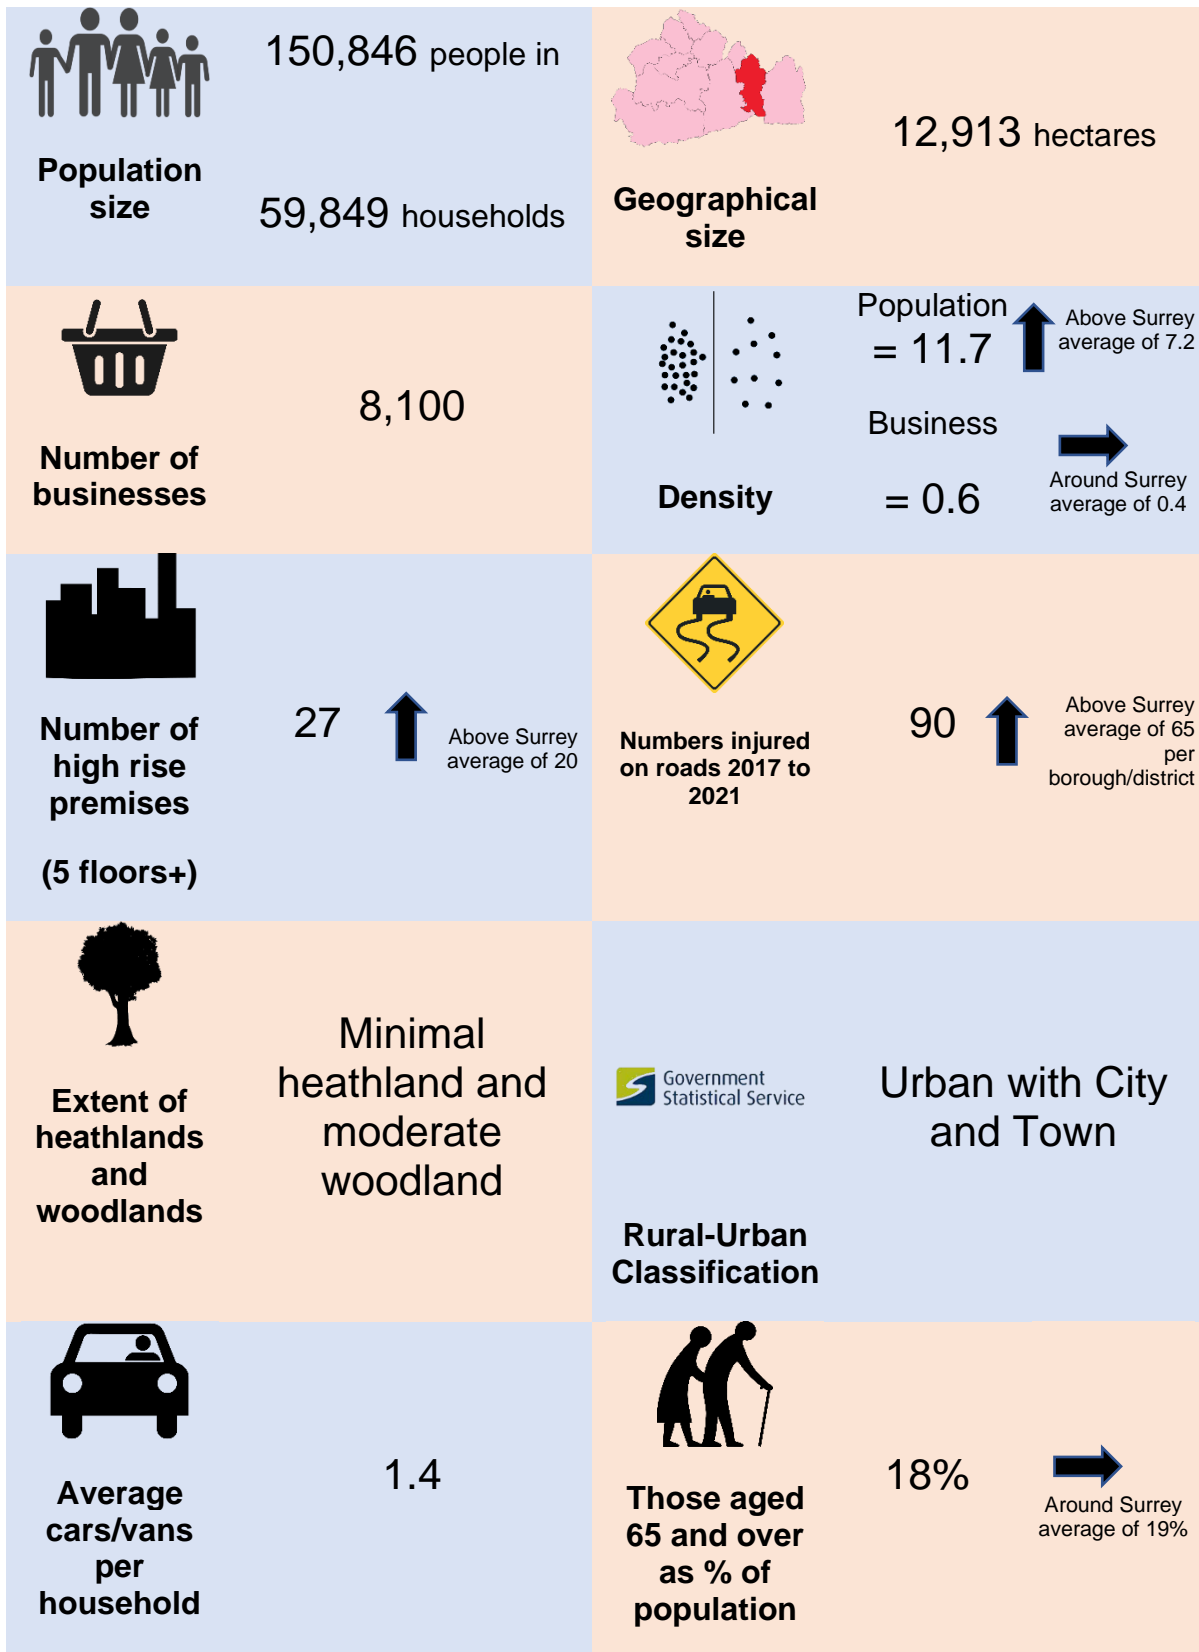 150,846 people in
Population
size
59,849 households
12,913 hectares
Geographical
size
Number of
businesses
8,100
Population
= 11.7
Above Surrey
average of 7.2
Business
= 0.6
Around Surrey
average of 0.4
Density
Number of
high rise
premises
(5 floors+)
27
Above Surrey
average of 20
Numbers injured
on roads 2017 to
2021
90
Above Surrey
average of 65
per
borough/district
Extent of
heathlands
and
woodlands
Minimal
heathland and
moderate
woodland
Government
Statistical Service
Urban with City
and Town
Rural-Urban
Classification
Average
cars/vans
per
household
1.4
Those aged
65 and over
as % of
population
18%
Around Surrey
average of 19%